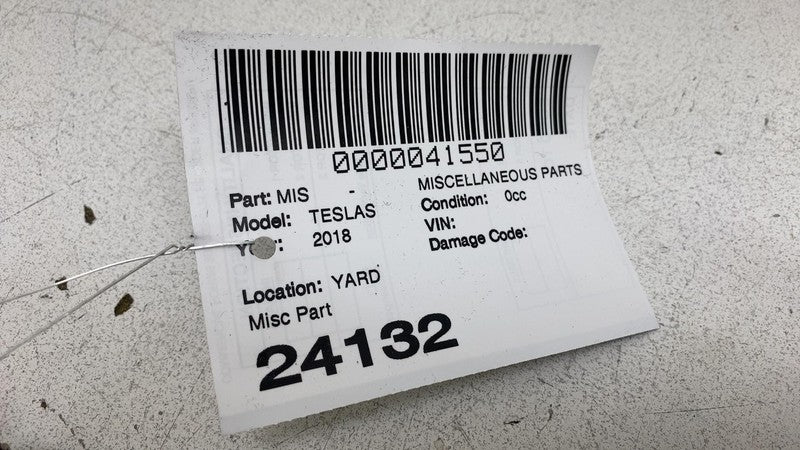 0000041550
Part: MIS - MISCELLANEOUS PARTS
Model: TESLAS Condition: 0cc
2018 VIN:
Damage Code:
Location: YARD
Misc Part
24132